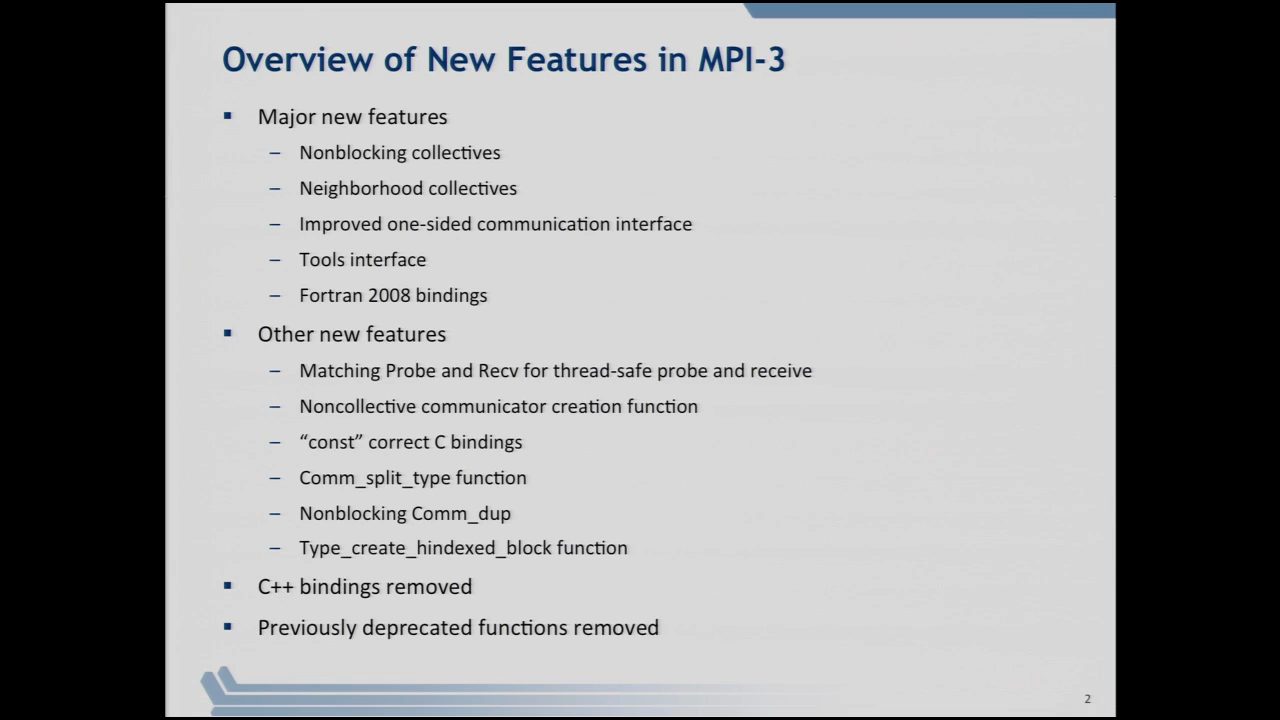 Overview of New Features in MPI-3
▪ Major new features
– Nonblocking collectives
– Neighborhood collectives
– Improved one-sided communication interface
– Tools interface
– Fortran 2008 bindings
▪ Other new features
– Matching Probe and Recv for thread-safe probe and receive
– Noncollective communicator creation function
– “const” correct C bindings
– Comm_split_type function
– Nonblocking Comm_dup
– Type_create_hindexed_block function
▪ C++ bindings removed
▪ Previously deprecated functions removed
2